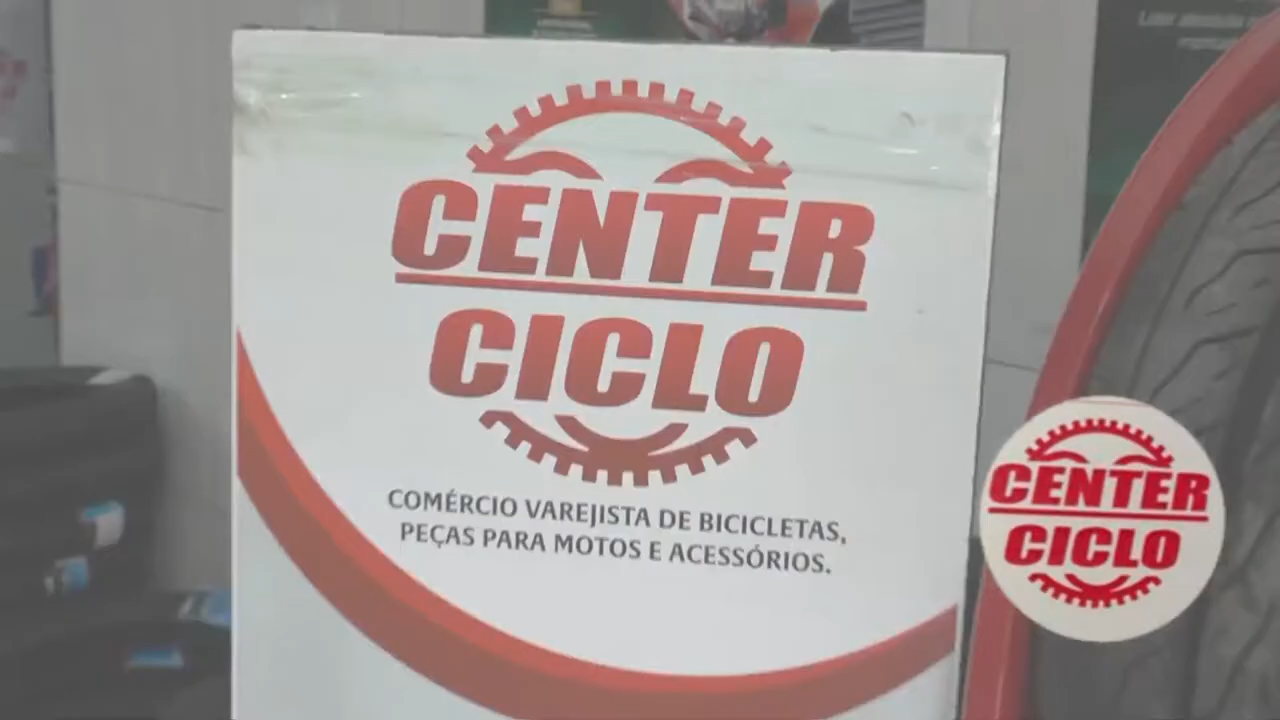 CENTER
CICLO
COMÉRCIO VAREJISTA DE BICICLETAS,
PEÇAS PARA MOTOS E ACESSÓRIOS.
CENTER
CICLO